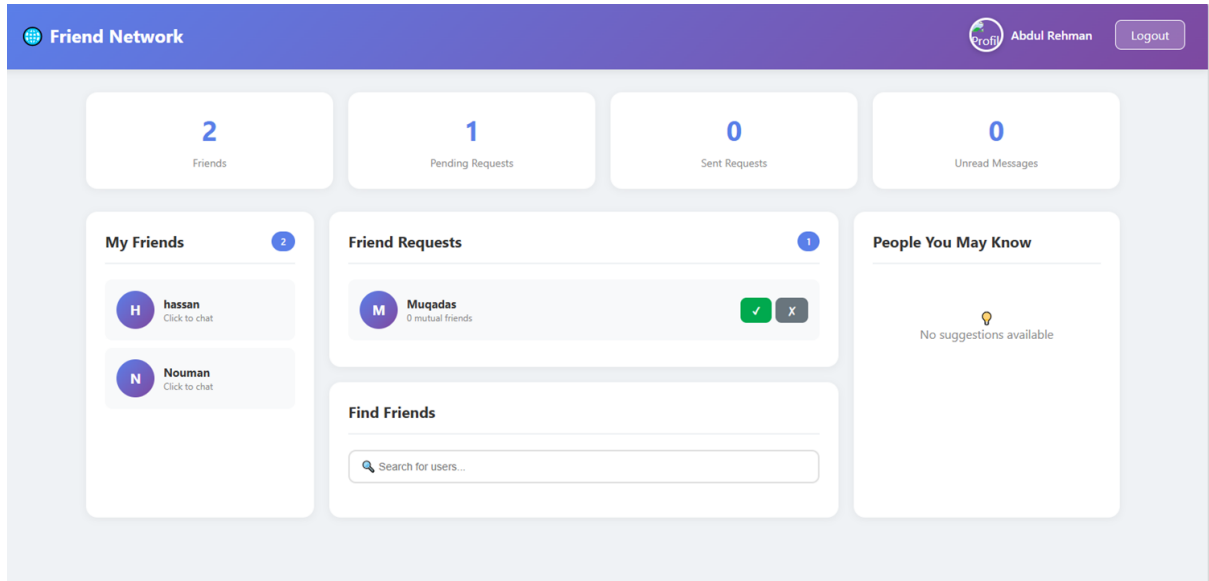 Friend Network
Profil
Abdul Rehman
Logout
2
Friends
1
Pending Requests
0
Sent Requests
0
Unread Messages
My Friends
2
H
hassan
Click to chat
N
Nouman
Click to chat
Friend Requests
1
M
Muqadas
0 mutual friends
✓
✗
Find Friends
🔍 Search for users...
People You May Know
No suggestions available